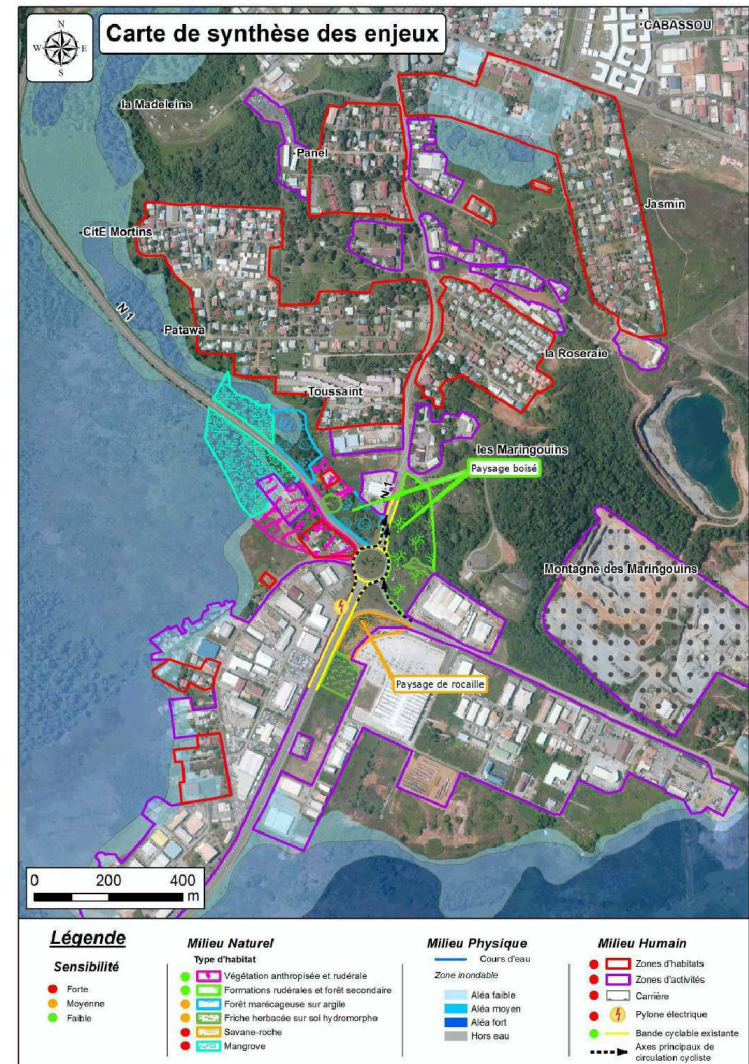 Carte de synthèse des enjeux
N
W E
S
CABASSOU
la Madeleine
Panel
Jasmin
CitE Mortins
N 1
Patawa
la Roseraie
Toussaint
les Maringouins
Paysage boisé
N 1
Montagne des Maringouins
Paysage de rocaille
0 200 400
m
Légende
Sensibilité
Forte
Moyenne
Faible
Milieu Naturel
Type d'habitat
Végétation anthropisée et rudérale
Formations rudérales et forêt secondaire
Forêt marécageuse sur argile
Friche herbacée sur sol hydromorphe
Savane-roche
Mangrove
Milieu Physique
Cours d'eau
Zone inondable
Aléa faible
Aléa moyen
Aléa fort
Hors eau
Milieu Humain
Zones d'habitats
Zones d'activités
Carrière
Pylone électrique
Bande cyclable existante
Axes principaux de
circulation cycliste